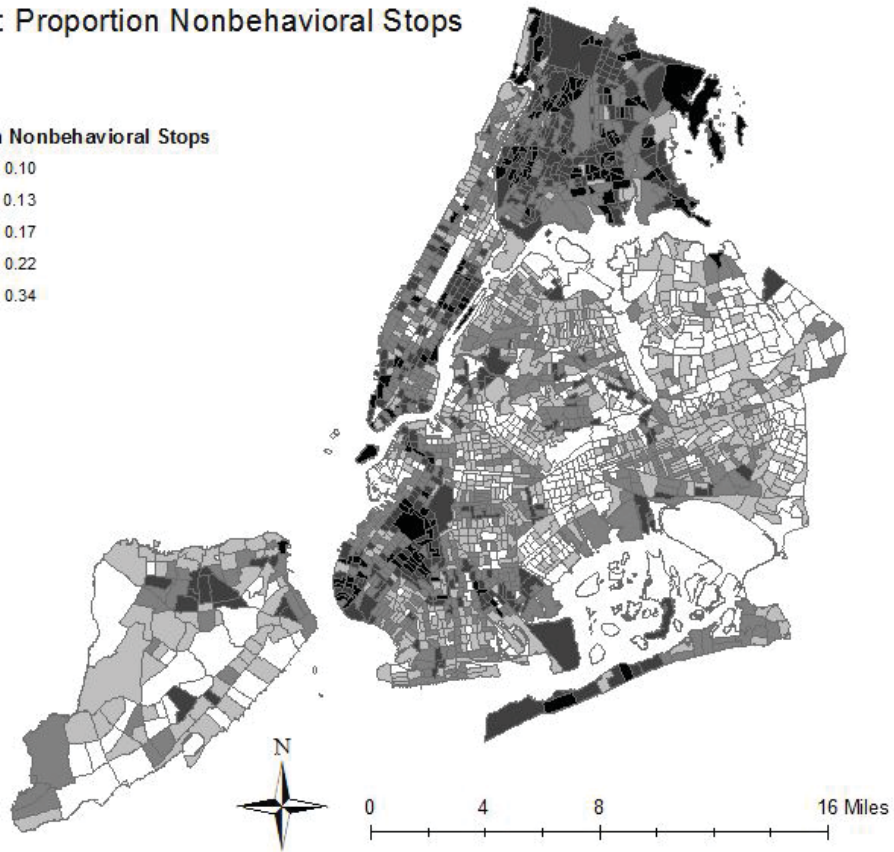 : Proportion Nonbehavioral Stops
Nonbehavioral Stops
0.10
0.13
0.17
0.22
0.34
N
0 4 8 16 Miles